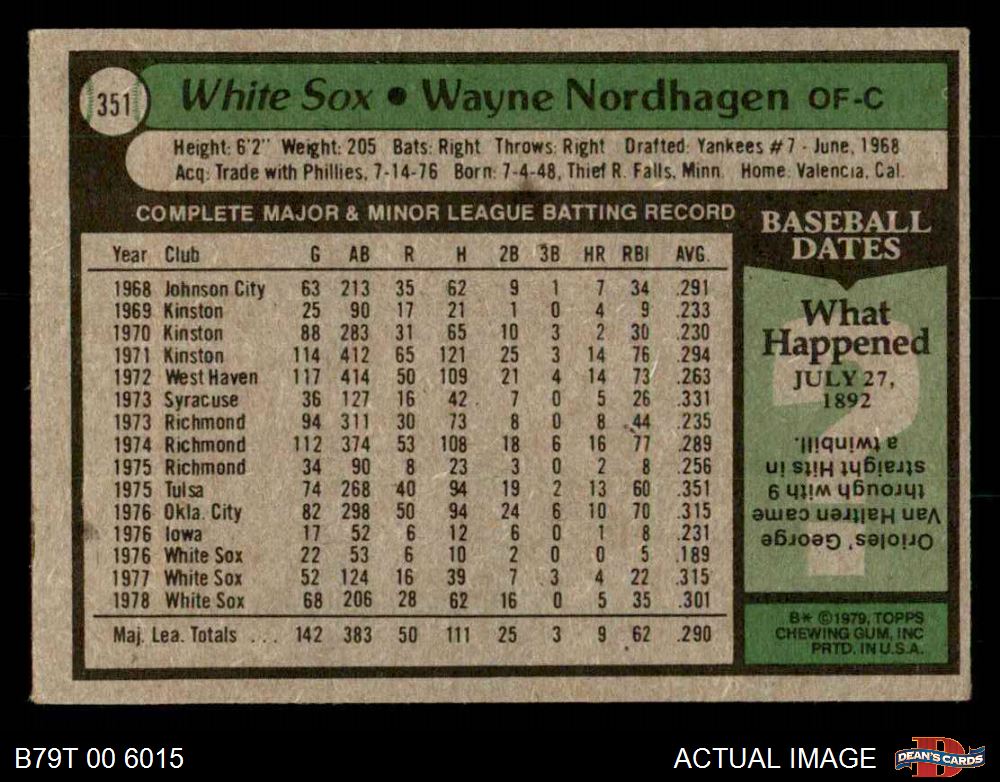 351
White Sox • Wayne Nordhagen OF-C
Height: 6'2" Weight: 205 Bats: Right Throws: Right Drafted: Yankees #7 - June, 1968
Acq: Trade with Phillies, 7-14-76 Born: 7-4-48, Thief R. Falls, Minn. Home: Valencia, Cal.
COMPLETE MAJOR & MINOR LEAGUE BATTING RECORD
Year Club G AB R H 2B 3B HR RBI AVG.
1968 Johnson City 63 213 35 62 9 1 7 34 .291
1969 Kinston 25 90 17 21 1 0 4 9 .233
1970 Kinston 88 283 31 65 10 3 2 30 .230
1971 Kinston 114 412 65 121 25 3 14 76 .294
1972 West Haven 117 414 50 109 21 4 14 73 .263
1973 Syracuse 36 127 16 42 7 0 5 26 .331
1973 Richmond 94 311 30 73 8 0 8 44 .235
1974 Richmond 112 374 53 108 18 6 16 77 .289
1975 Richmond 34 90 8 23 3 0 2 8 .256
1975 Tulsa 74 268 40 94 19 2 13 60 .351
1976 Okla. City 82 298 50 94 24 6 10 70 .315
1976 Iowa 17 52 6 12 6 0 1 8 .231
1976 White Sox 22 53 6 10 2 0 0 5 .189
1977 White Sox 52 124 16 39 7 3 4 22 .315
1978 White Sox 68 206 28 62 16 0 5 35 .301
Maj. Lea. Totals ... 142 383 50 111 25 3 9 62 .290
BASEBALL
DATES
What
Happened
JULY 27,
1892
Orioles' George
Van Haltren came
through with 9
straight Hits in
a twinbill.
B* ©1979, TOPPS
CHEWING GUM, INC
PRTD. IN U.S.A.
B79T 00 6015
ACTUAL IMAGE
D
DEAN'S CARDS